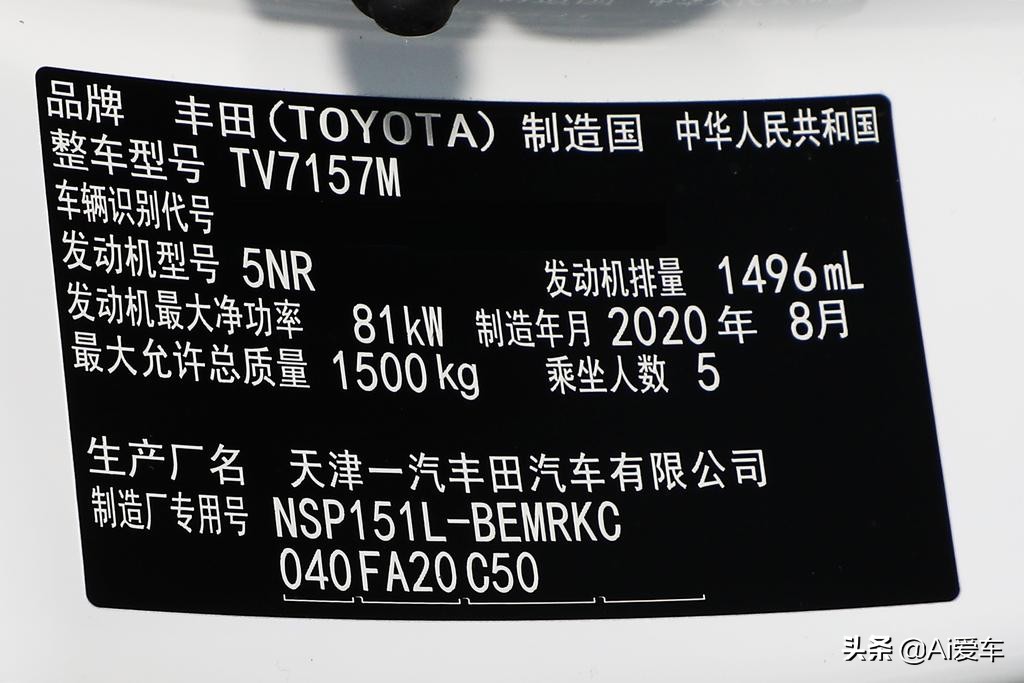 品牌 丰田(TOYOTA) 制造国 中华人民共和国
整车型号 TV7157M
车辆识别代号
发动机型号 5NR 发动机排量 1496mL
发动机最大净功率 81kW 制造年月 2020年 8月
最大允许总质量 1500kg 乘坐人数 5
生产厂名 天津一汽丰田汽车有限公司
制造厂专用号 NSP151L-BEMRKC
040FA20C50
头条 @Ai爱车